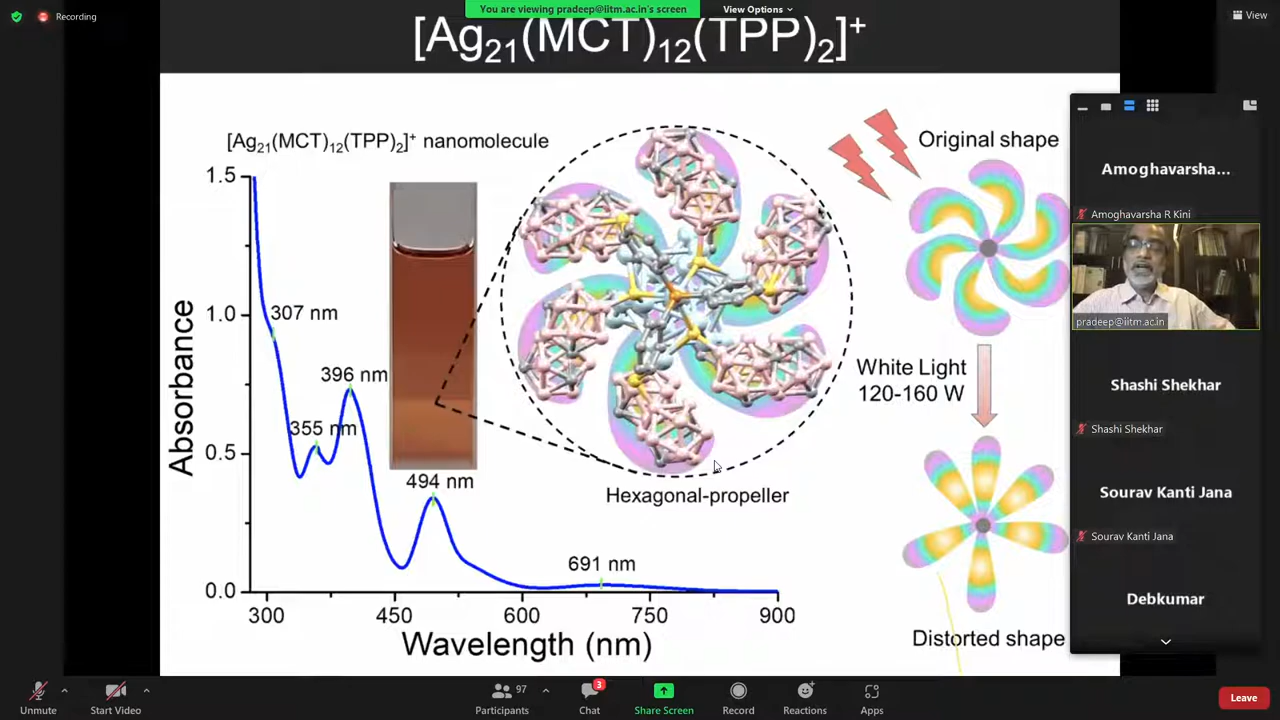 You are viewing pradeep@iitm.ac.in's screen
View Options
Recording
View
[Ag21(MCT)12(TPP)2]+
[Ag21(MCT)12(TPP)2]+ nanomolecule
Original shape
1.5
1.0
0.5
0.0
Absorbance
307 nm
396 nm
355 nm
494 nm
691 nm
300 450 600 750 900
Wavelength (nm)
Hexagonal-propeller
White Light
120-160 W
Distorted shape
Amoghavarsha...
Amoghavarsha R Kini
pradeep@iitm.ac.in
Shashi Shekhar
Shashi Shekhar
Sourav Kanti Jana
Sourav Kanti Jana
Debkumar
Unmute
Start Video
97
Participants
3
Chat
Share Screen
Record
Reactions
Apps
Leave